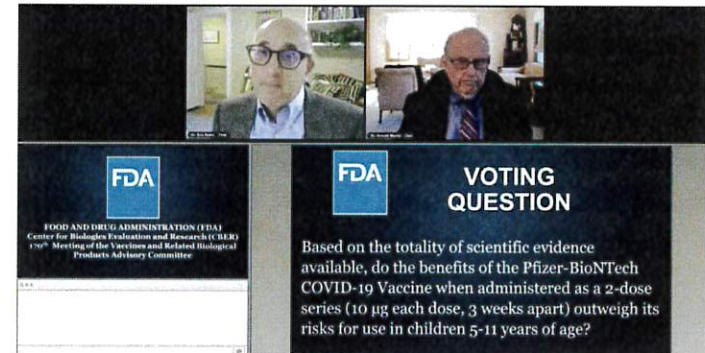 FDA
FOOD AND DRUG ADMINISTRATION (FDA)
Center for Biologics Evaluation and Research (CBER)
170th Meeting of the Vaccines and Related Biological
Products Advisory Committee
Q & A
FDA
VOTING
QUESTION
Based on the totality of scientific evidence
available, do the benefits of the Pfizer-BioNTech
COVID-19 Vaccine when administered as a 2-dose
series (10 µg each dose, 3 weeks apart) outweigh its
risks for use in children 5-11 years of age?